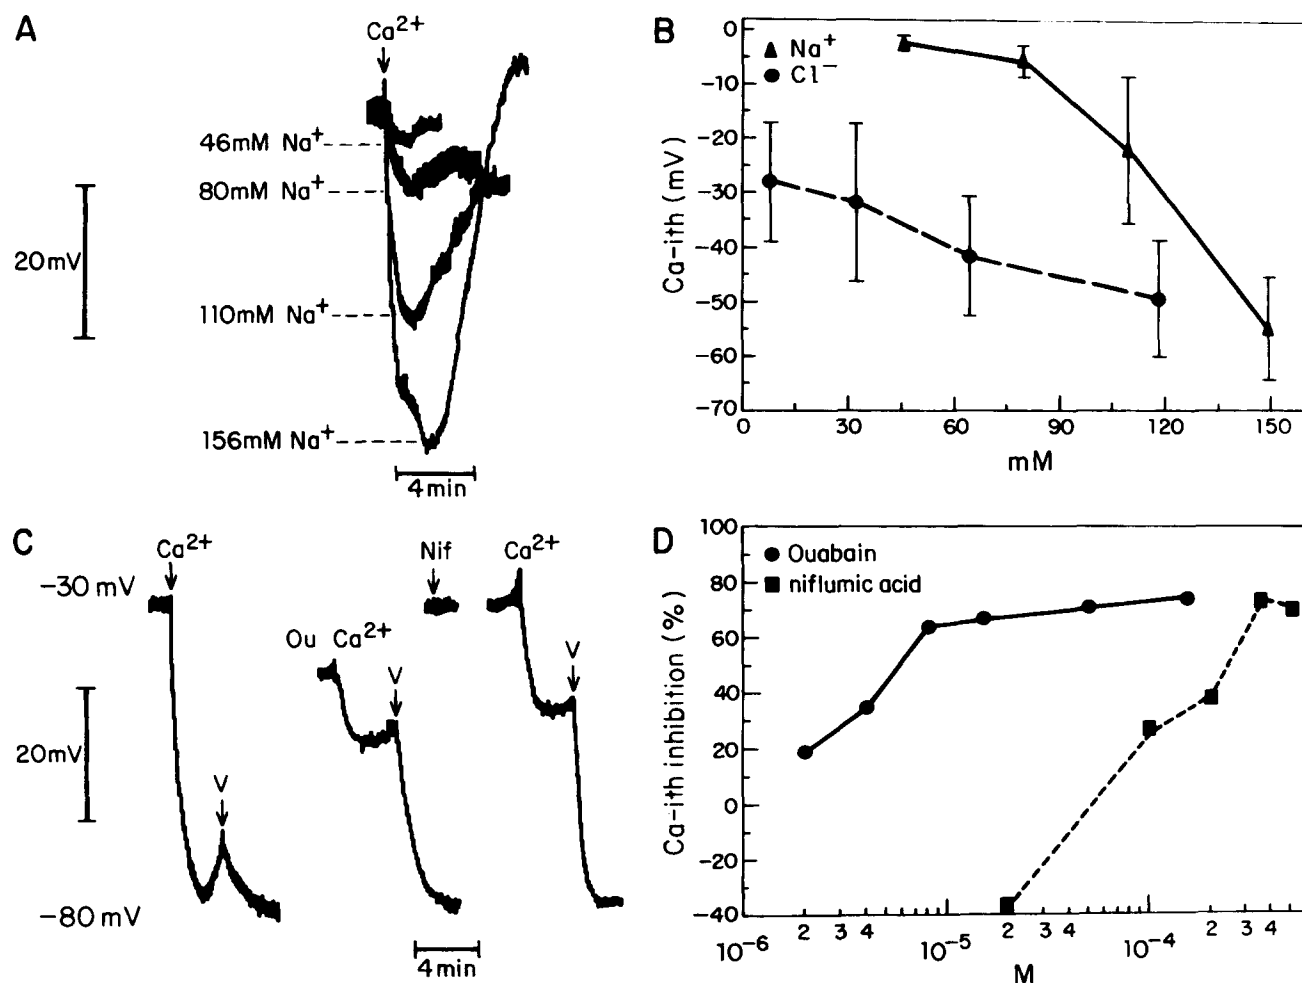 A
Ca2+
46mM Na+
80mM Na+
20mV
110mM Na+
156mM Na+
4min
B
Na+
Cl−
Ca-ith (mV)
0
−10
−20
−30
−40
−50
−60
−70
0 30 60 90 120 150
mM
C
Ca2+
Nif
Ca2+
−30 mV
Ou Ca2+
V
V
20mV
V
−80 mV
4min
D
Ouabain
niflumic acid
Ca-ith inhibition (%)
100
80
60
40
20
0
−20
−40
10−6 2 3 4 10−5 2 3 4 10−4 2 3 4
M